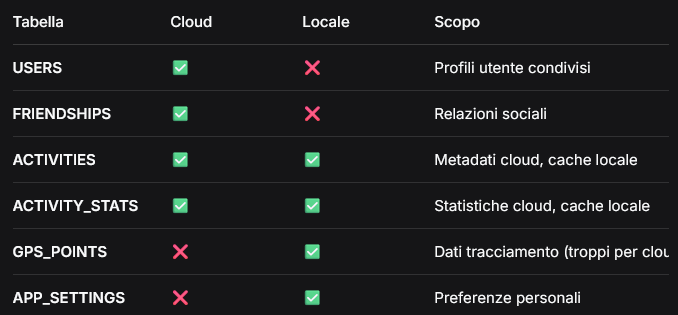 Tabella Cloud Locale Scopo
USERS ✅ ❌ Profili utente condivisi
FRIENDSHIPS ✅ ❌ Relazioni sociali
ACTIVITIES ✅ ✅ Metadati cloud, cache locale
ACTIVITY_STATS ✅ ✅ Statistiche cloud, cache locale
GPS_POINTS ❌ ✅ Dati tracciamento (troppi per clou
APP_SETTINGS ❌ ✅ Preferenze personali